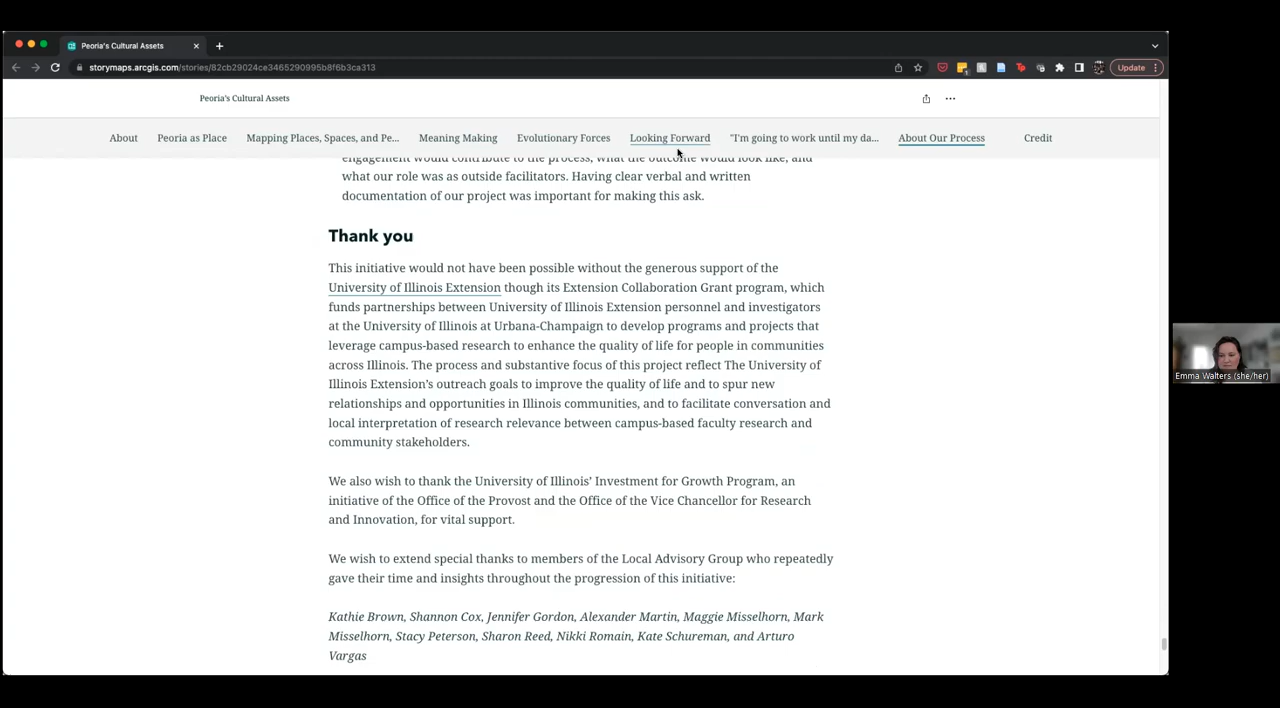 Peoria's Cultural Assets
storymaps.arcgis.com/stories/82cb29024ce3465290995b8f6b3ca313
Update
Peoria's Cultural Assets
About Peoria as Place Mapping Places, Spaces, and Pe... Meaning Making Evolutionary Forces Looking Forward "I'm going to work until my da... About Our Process Credit
engagement would contribute to the process, what the outcome would look like, and
what our role was as outside facilitators. Having clear verbal and written
documentation of our project was important for making this ask.
Thank you
This initiative would not have been possible without the generous support of the
University of Illinois Extension though its Extension Collaboration Grant program, which
funds partnerships between University of Illinois Extension personnel and investigators
at the University of Illinois at Urbana-Champaign to develop programs and projects that
leverage campus-based research to enhance the quality of life for people in communities
across Illinois. The process and substantive focus of this project reflect The University of
Illinois Extension's outreach goals to improve the quality of life and to spur new
relationships and opportunities in Illinois communities, and to facilitate conversation and
local interpretation of research relevance between campus-based faculty research and
community stakeholders.
We also wish to thank the University of Illinois' Investment for Growth Program, an
initiative of the Office of the Provost and the Office of the Vice Chancellor for Research
and Innovation, for vital support.
We wish to extend special thanks to members of the Local Advisory Group who repeatedly
gave their time and insights throughout the progression of this initiative:
Kathie Brown, Shannon Cox, Jennifer Gordon, Alexander Martin, Maggie Misselhorn, Mark
Misselhorn, Stacy Peterson, Sharon Reed, Nikki Romain, Kate Schureman, and Arturo
Vargas
Emma Walters (she/her)